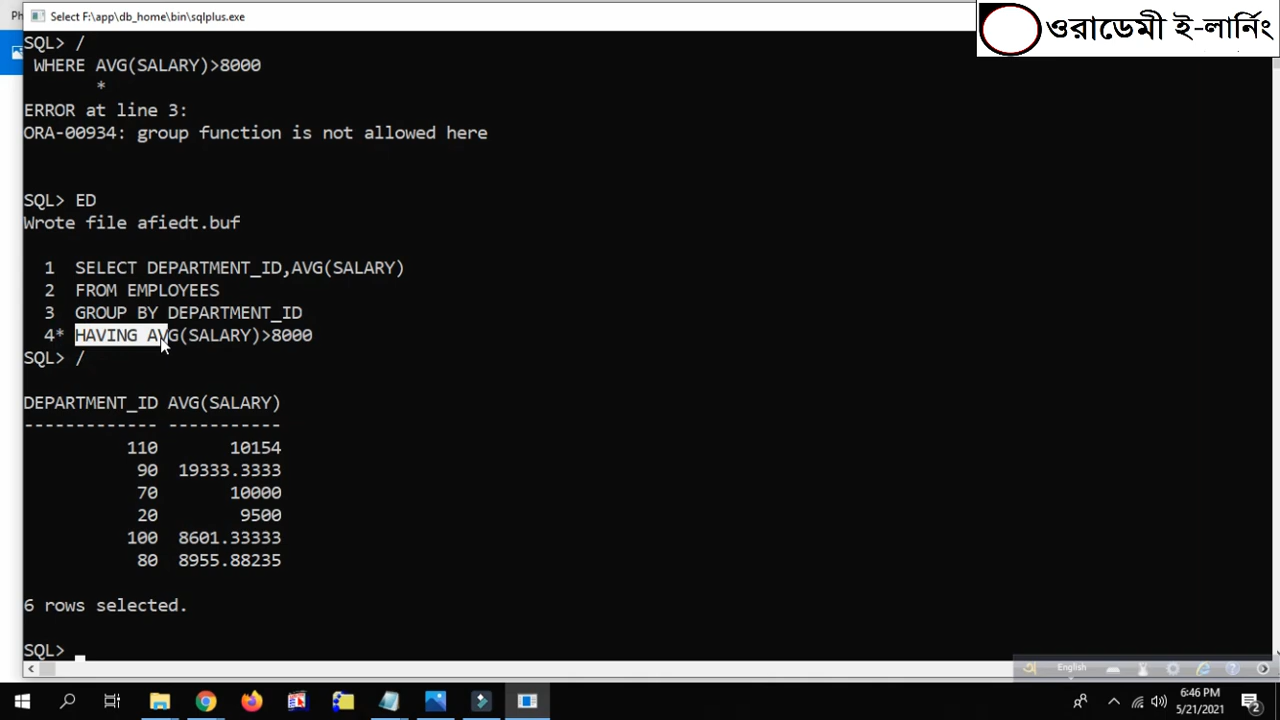 Ph
Select F:\app\db_home\bin\sqlplus.exe
ওরাডেমী ই-লার্নিং
SQL> /
WHERE AVG(SALARY)>8000
*
ERROR at line 3:
ORA-00934: group function is not allowed here
SQL> ED
Wrote file afiedt.buf
1 SELECT DEPARTMENT_ID,AVG(SALARY)
2 FROM EMPLOYEES
3 GROUP BY DEPARTMENT_ID
4* HAVING AVG(SALARY)>8000
SQL> /
DEPARTMENT_ID AVG(SALARY)
------------- -----------
110 10154
90 19333.3333
70 10000
20 9500
100 8601.33333
80 8955.88235
6 rows selected.
SQL>
অ English
6:46 PM
5/21/2021
2